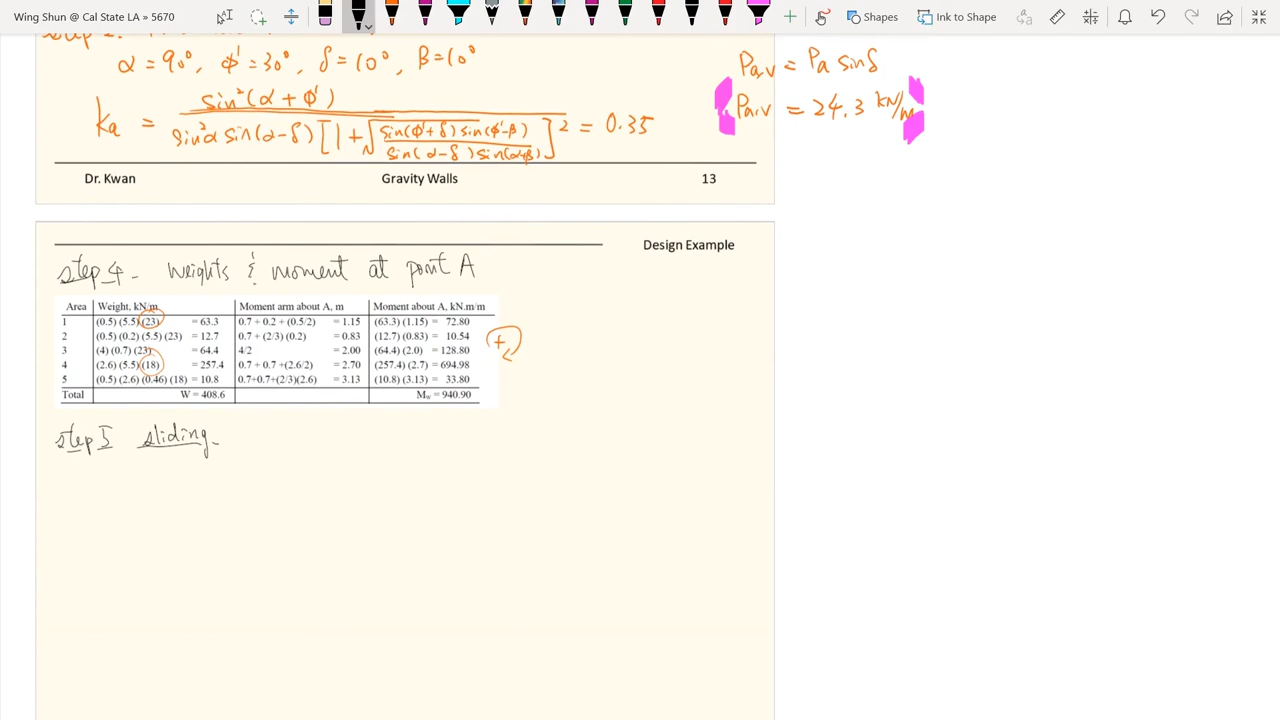 Wing Shun @ Cal State LA » 5670
Shapes
Ink to Shape
α = 90°, ϕ' = 30°, δ = 10°, β = 10°
ka = sin²(α + ϕ') / sin²α sin(α-δ) [1 + √(sin(ϕ'+δ) sin(ϕ'-β) / sin(α-δ) sin(α+β))]² = 0.35
Pa,v = Pa sinδ
Pa,v = 24.3 kN/m
Dr. Kwan
Gravity Walls
13
Design Example
step 4. weights & moment at point A
Area Weight, kN/m Moment arm about A, m Moment about A, kN.m/m
1 (0.5) (5.5) (23) = 63.3 0.7 + 0.2 + (0.5/2) = 1.15 (63.3) (1.15) = 72.80
2 (0.5) (0.2) (5.5) (23) = 12.7 0.7 + (2/3) (0.2) = 0.83 (12.7) (0.83) = 10.54
3 (4) (0.7) (23) = 64.4 4/2 = 2.00 (64.4) (2.0) = 128.80
4 (2.6) (5.5) (18) = 257.4 0.7 + 0.7 +(2.6/2) = 2.70 (257.4) (2.7) = 694.98
5 (0.5) (2.6) (0.46) (18) = 10.8 0.7+0.7+(2/3)(2.6) = 3.13 (10.8) (3.13) = 33.80
Total W = 408.6 Mw = 940.90
+
step 5 sliding.